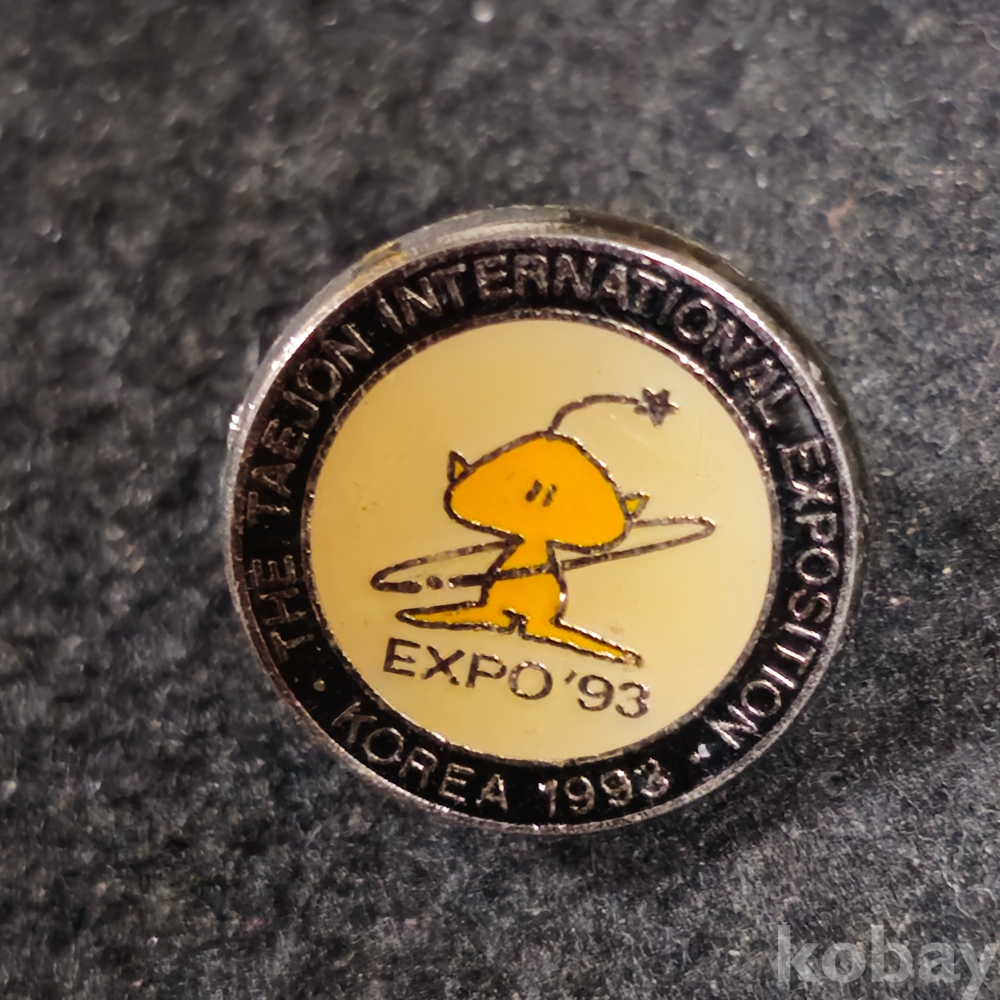 THE TAEJON INTERNATIONAL EXPOSITION
EXPO '93
· KOREA 1993 ·
kobay